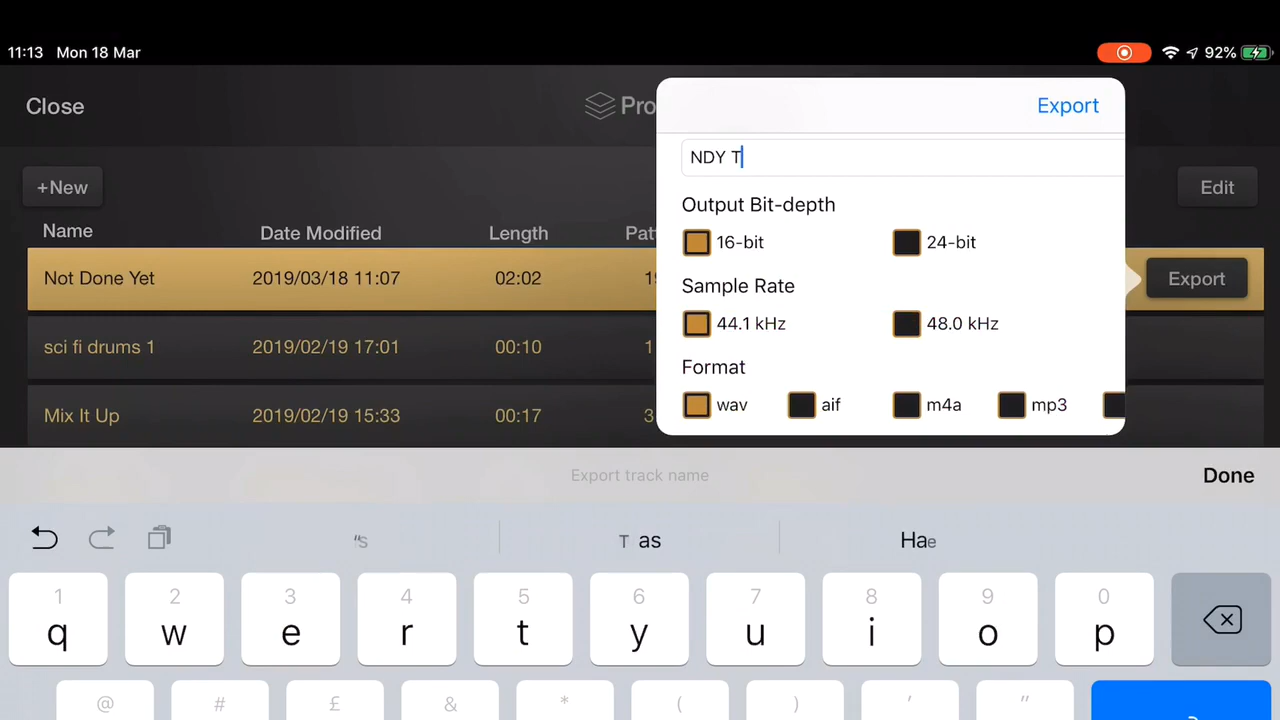 11:13 Mon 18 Mar 92%
Close Pro Export
NDY T
+New Edit
Output Bit-depth
Name Date Modified Length
16-bit 24-bit
Not Done Yet 2019/03/18 11:07 02:02 Export
Sample Rate
44.1 kHz 48.0 kHz
sci fi drums 1 2019/02/19 17:01 00:10 1
Format
Mix It Up 2019/02/19 15:33 00:17 3
wav aif m4a mp3
Export track name Done
"s T as Hae
1 2 3 4 5 6 7 8 9 0
q w e r t y u i o p
@ # £ & * ( ) ' "